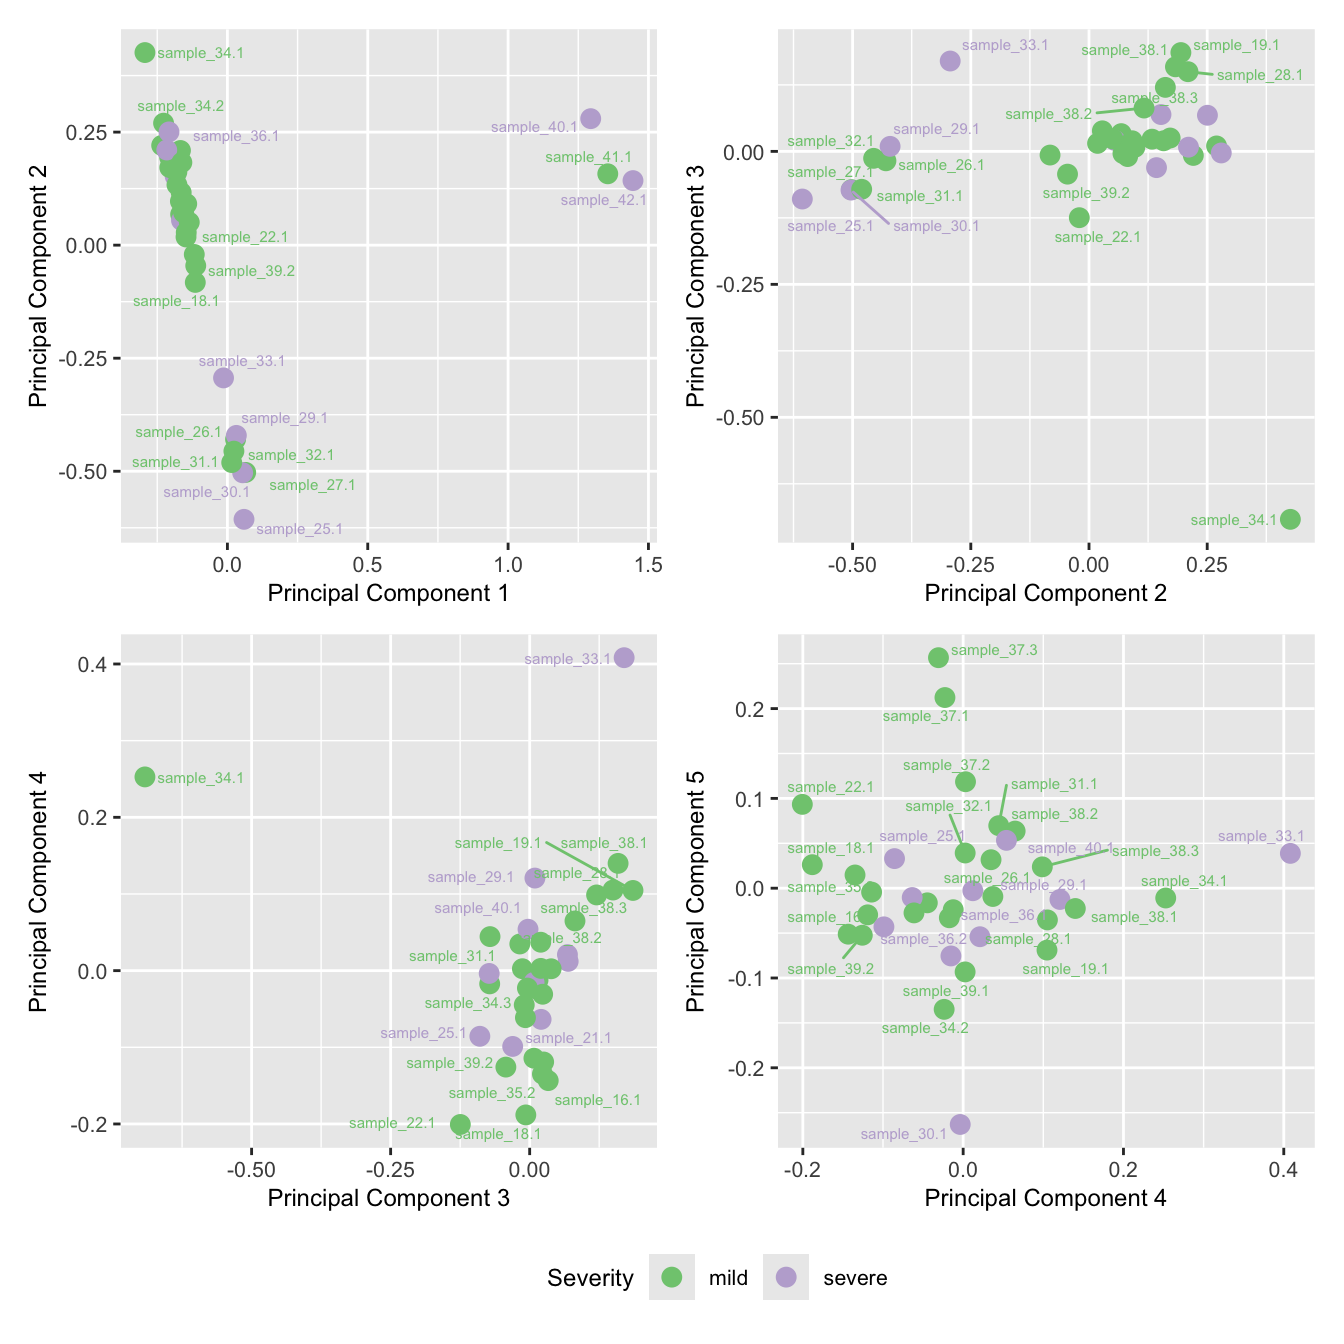 sample_34.1
sample_34.2
sample_36.1
sample_40.1
sample_41.1
sample_42.1
sample_22.1
sample_39.2
sample_18.1
sample_33.1
sample_29.1
sample_26.1
sample_32.1
sample_31.1
sample_27.1
sample_30.1
sample_25.1
0.25
0.00
-0.25
-0.50
0.0
0.5
1.0
1.5
Principal Component 1
Principal Component 2
sample_33.1
sample_38.1
sample_19.1
sample_28.1
sample_38.3
sample_38.2
sample_29.1
sample_32.1
sample_26.1
sample_27.1
sample_31.1
sample_39.2
sample_25.1
sample_30.1
sample_22.1
sample_34.1
0.00
-0.25
-0.50
-0.50
-0.25
0.00
0.25
Principal Component 2
Principal Component 3
sample_33.1
sample_34.1
sample_19.1
sample_38.1
sample_29.1
sample_40.1
sample_38.3
sample_31.1
sample_34.3
sample_25.1
sample_21.1
sample_39.2
sample_35.2
sample_16.1
sample_22.1
sample_18.1
0.4
0.2
0.0
-0.2
-0.50
-0.25
0.00
Principal Component 3
Principal Component 4
sample_37.3
sample_37.1
sample_37.2
sample_22.1
sample_31.1
sample_32.1
sample_38.2
sample_25.1
sample_33.1
sample_18.1
sample_40.1
sample_38.3
sample_26.1
sample_29.1
sample_34.1
sample_38.1
sample_36.2
sample_28.1
sample_39.2
sample_19.1
sample_39.1
sample_34.2
sample_30.1
0.2
0.1
0.0
-0.1
-0.2
-0.2
0.0
0.2
0.4
Principal Component 4
Principal Component 5
Severity mild severe